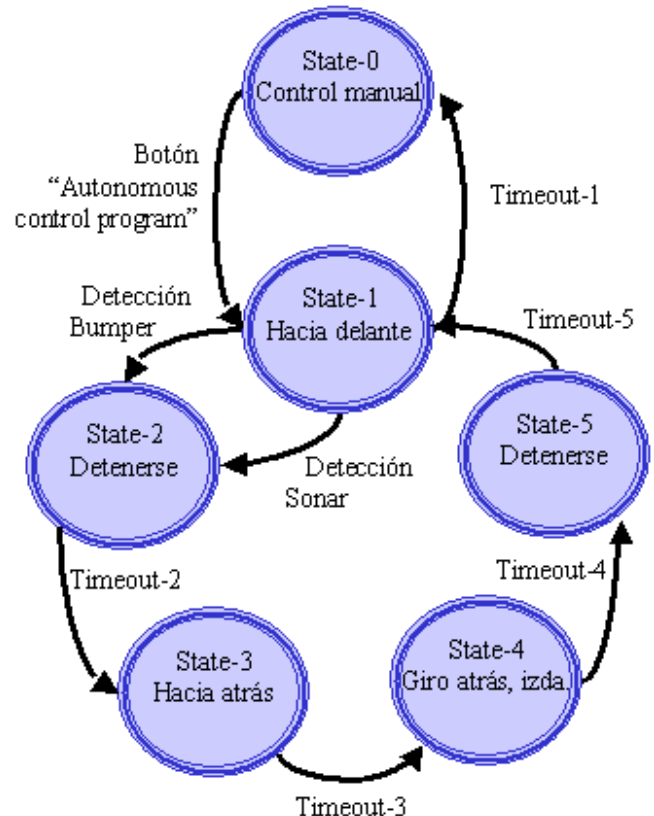 State-0
Control manual
Botón
“Autonomous
control program”
Timeout-1
Detección
Bumper
State-1
Hacia delante
Timeout-5
State-2
Detenerse
Detección
Sonar
State-5
Detenerse
Timeout-2
Timeout-4
State-3
Hacia atrás
State-4
Giro atrás, izda.
Timeout-3